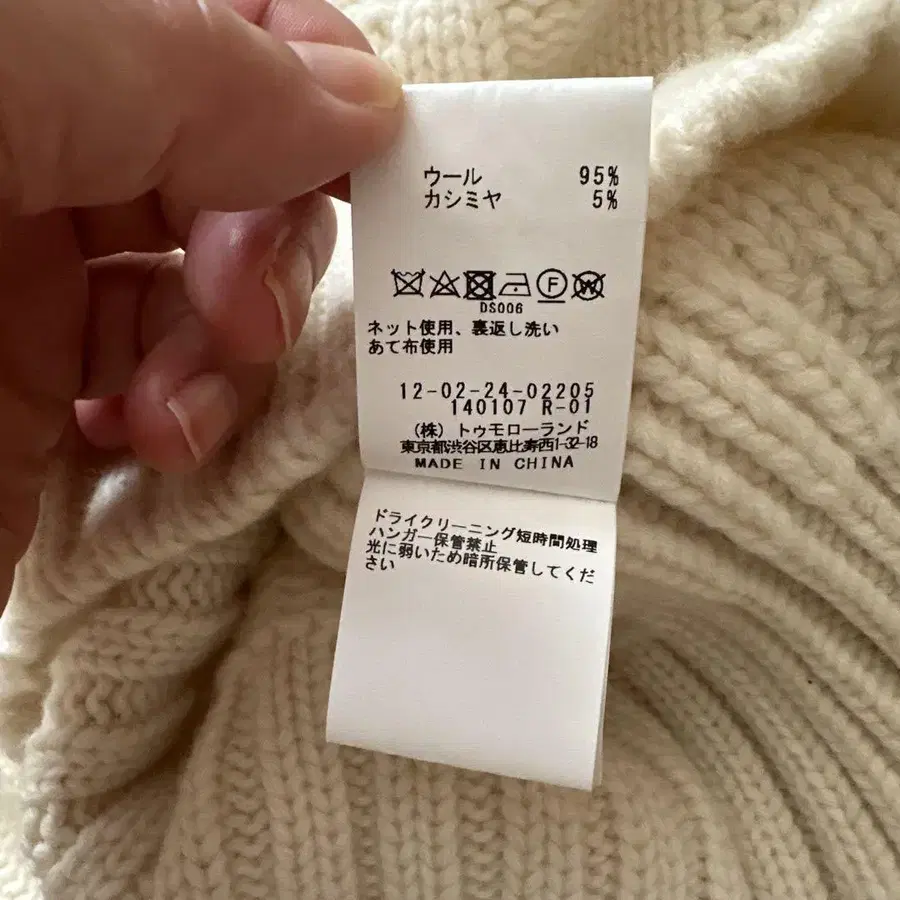 ウール 95%
カシミヤ 5%
F W
DS006
ネット使用、裏返し洗い
あて布使用
12-02-24-02205
140107 R-01
(株) トゥモローランド
東京都渋谷区恵比寿西1-32-18
MADE IN CHINA
ドライクリーニング短時間処理
ハンガー保管禁止
光に弱いため暗所保管してくだ
さい